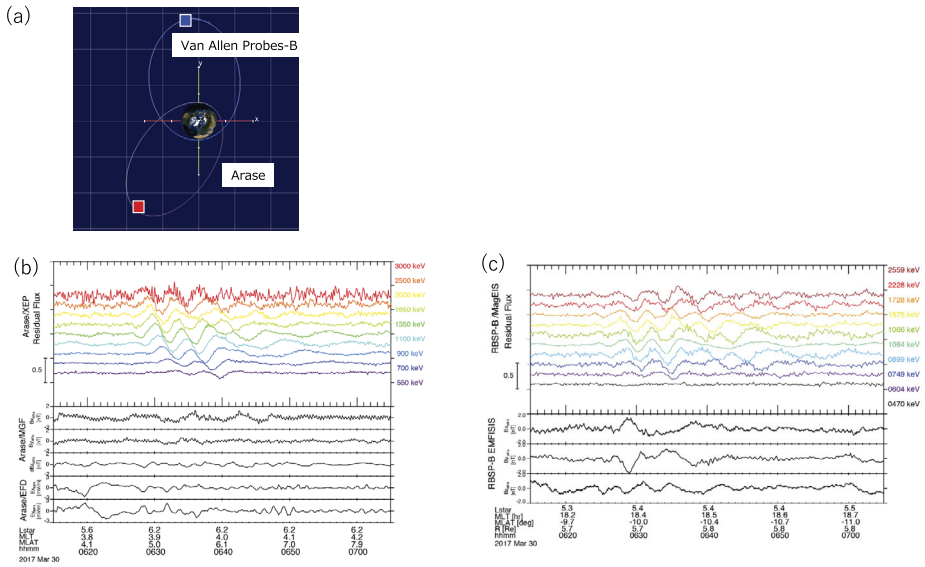 (a)
Van Allen Probes-B
y
x
Arase
(b)
Arase/XEP
Residual Flux
3000 keV
2500 keV
2000 keV
1850 keV
1350 keV
1100 keV
900 keV
700 keV
550 keV
0.5
Arase/MGF
Arase/EFD
Lstar 5.6 6.2 6.2 6.2 6.2
MLT 3.8 3.9 4.0 4.1 4.2
MLAT 4.1 5.0 6.1 7.0 7.9
hhmm 0620 0630 0640 0650 0700
2017 Mar 30
(c)
RBSP-B /MagEIS
Residual Flux
2559 keV
2228 keV
1728 keV
1575 keV
1064 keV
0899 keV
0749 keV
0604 keV
0470 keV
0.5
RBSP-B EMFISIS
Lstar 5.3 5.4 5.4 5.4 5.5
MLT [hr] 18.2 18.4 18.5 18.6 18.7
MLAT [deg] -9.7 -10.0 -10.4 -10.7 -11.0
R [Re] 5.7 5.7 5.8 5.8 5.8
hhmm 0620 0630 0640 0650 0700
2017 Mar 30